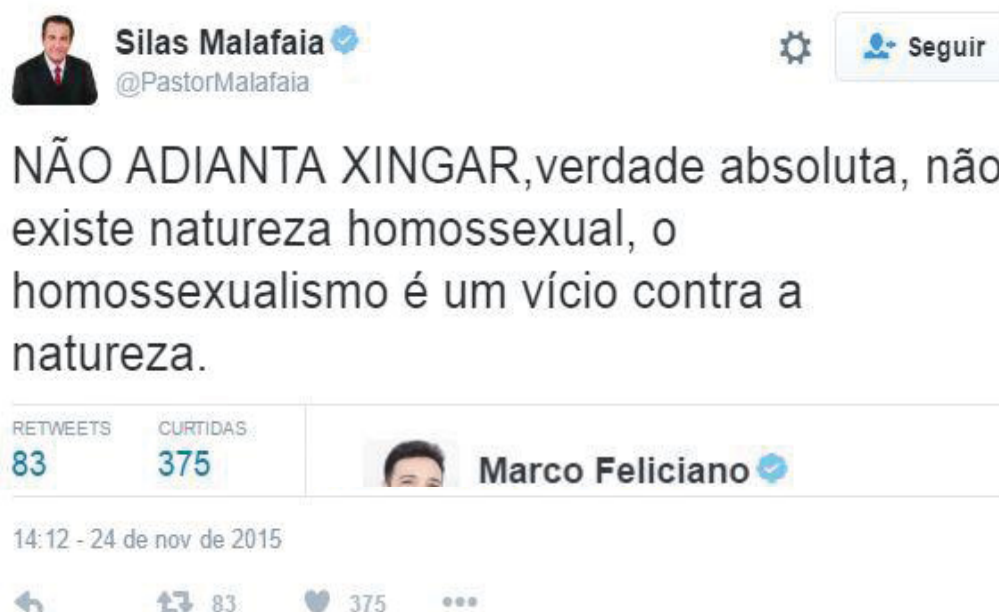 Silas Malafaia
@PastorMalafaia
Seguir
NÃO ADIANTA XINGAR,verdade absoluta, não
existe natureza homossexual, o
homossexualismo é um vício contra a
natureza.
RETWEETS CURTIDAS
83 375
Marco Feliciano
14:12 - 24 de nov de 2015
83 375